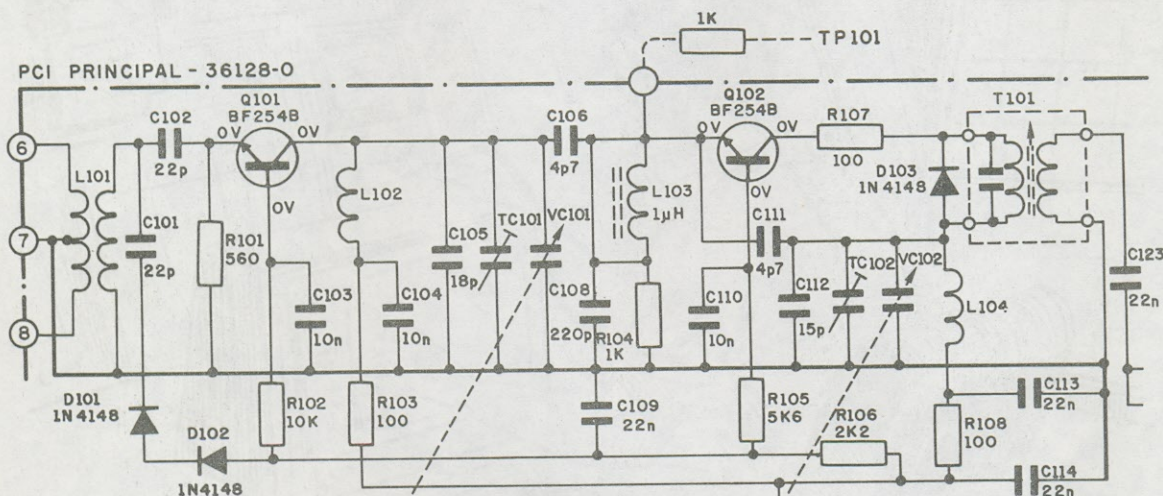 1K
TP101
PCI PRINCIPAL - 36128-0
Q101
BF254B
Q102
BF254B
T101
C102
22p
0V
0V
0V
C106
4p7
0V
0V
0V
R107
100
D103
1N4148
6
7
8
L101
C101
22p
R101
560
L102
C103
10n
C104
10n
C105
18p
TC101
VC101
C108
220p
L103
1µH
R104
1K
C110
10n
C111
4p7
C112
15p
TC102
VC102
L104
C123
22n
D101
1N4148
D102
1N4148
R102
10K
R103
100
C109
22n
R105
5K6
R106
2K2
R108
100
C113
22n
C114
22n